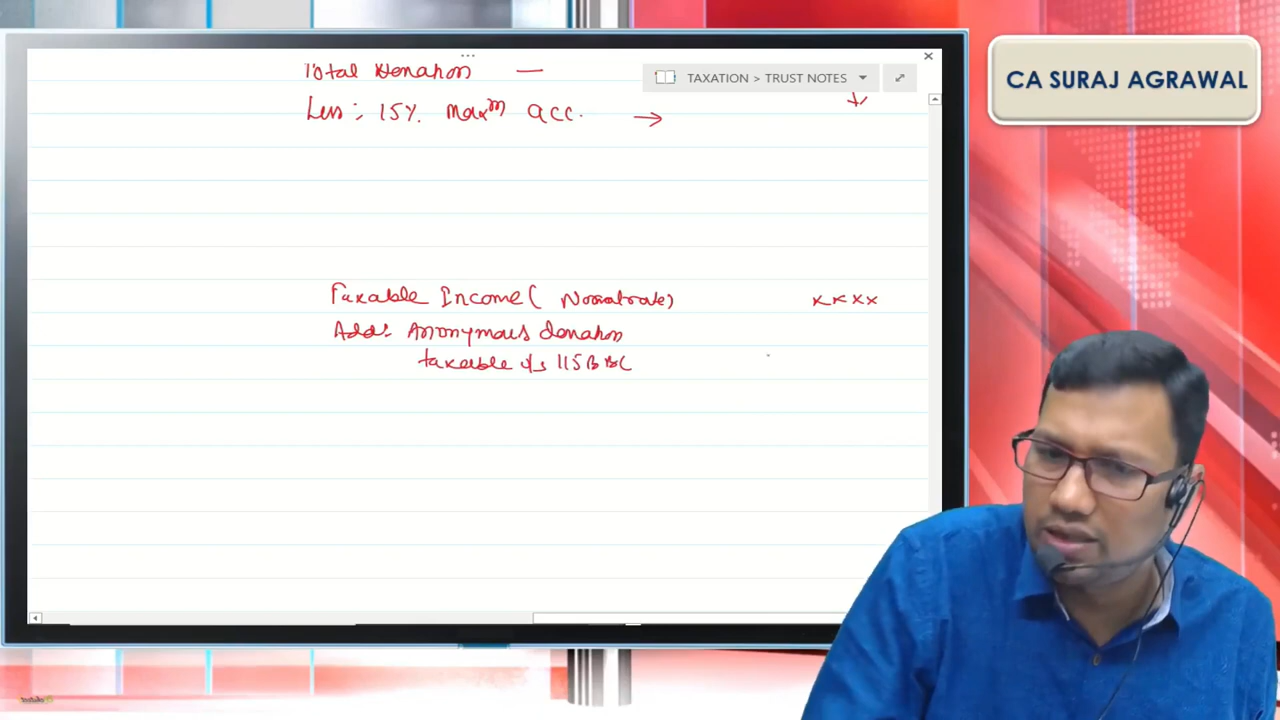 Total Donation —
TAXATION > TRUST NOTES
CA SURAJ AGRAWAL
Less : 15% Maxm acc. →
Taxable Income ( Normal rate) xxxx
Add: Anonymous donation
taxable u/s 115BBC